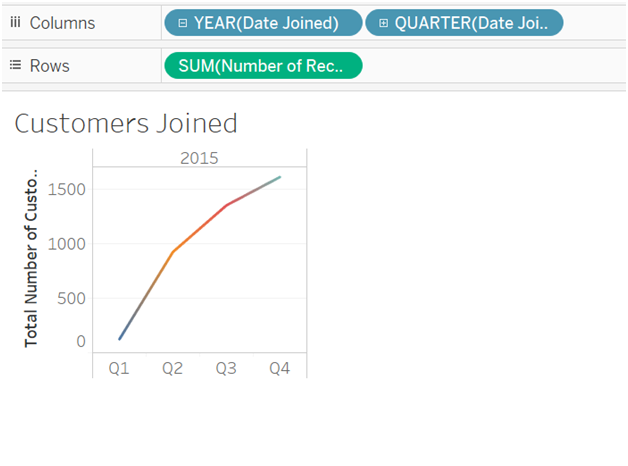 Columns YEAR(Date Joined) QUARTER(Date Joi..
Rows SUM(Number of Rec..
Customers Joined
2015
Total Number of Custo..
1500
1000
500
0
Q1 Q2 Q3 Q4